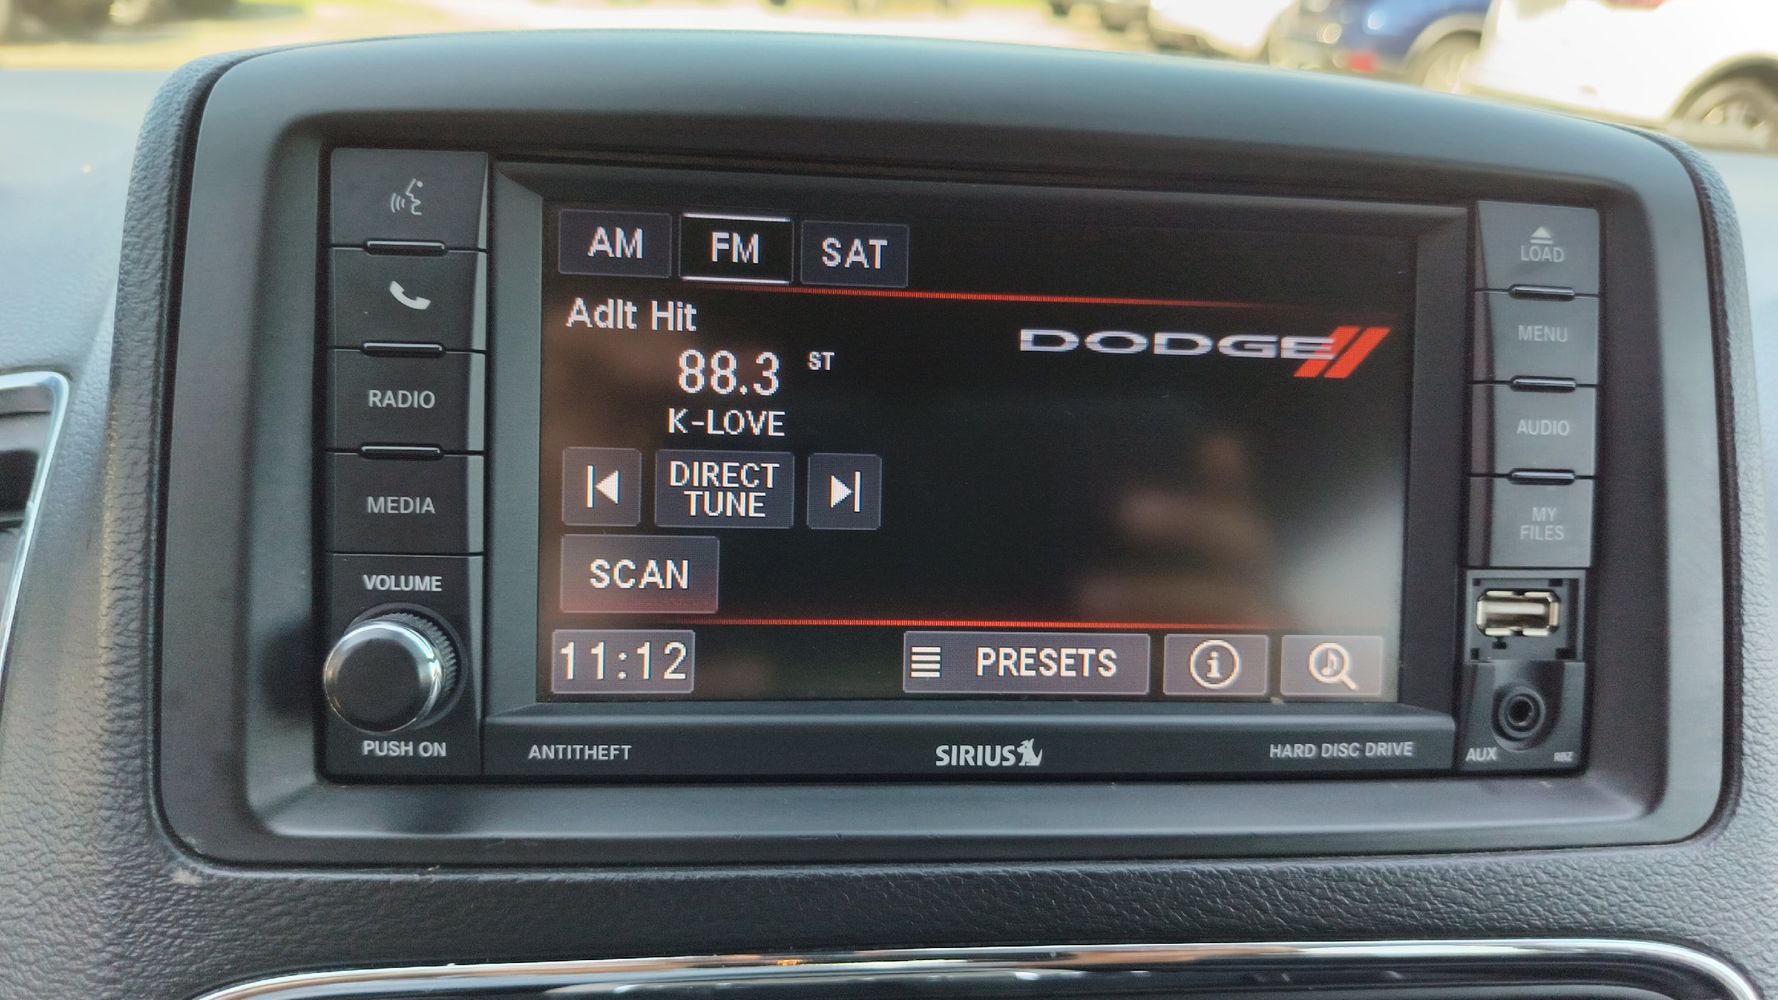 AM
FM
SAT
Adlt Hit
88.3 ST
K-LOVE
DIRECT
TUNE
SCAN
11:12
PRESETS
DODGE
RADIO
MEDIA
VOLUME
PUSH ON
ANTITHEFT
SIRIUS
HARD DISC DRIVE
LOAD
MENU
AUDIO
MY
FILES
AUX
RBZ